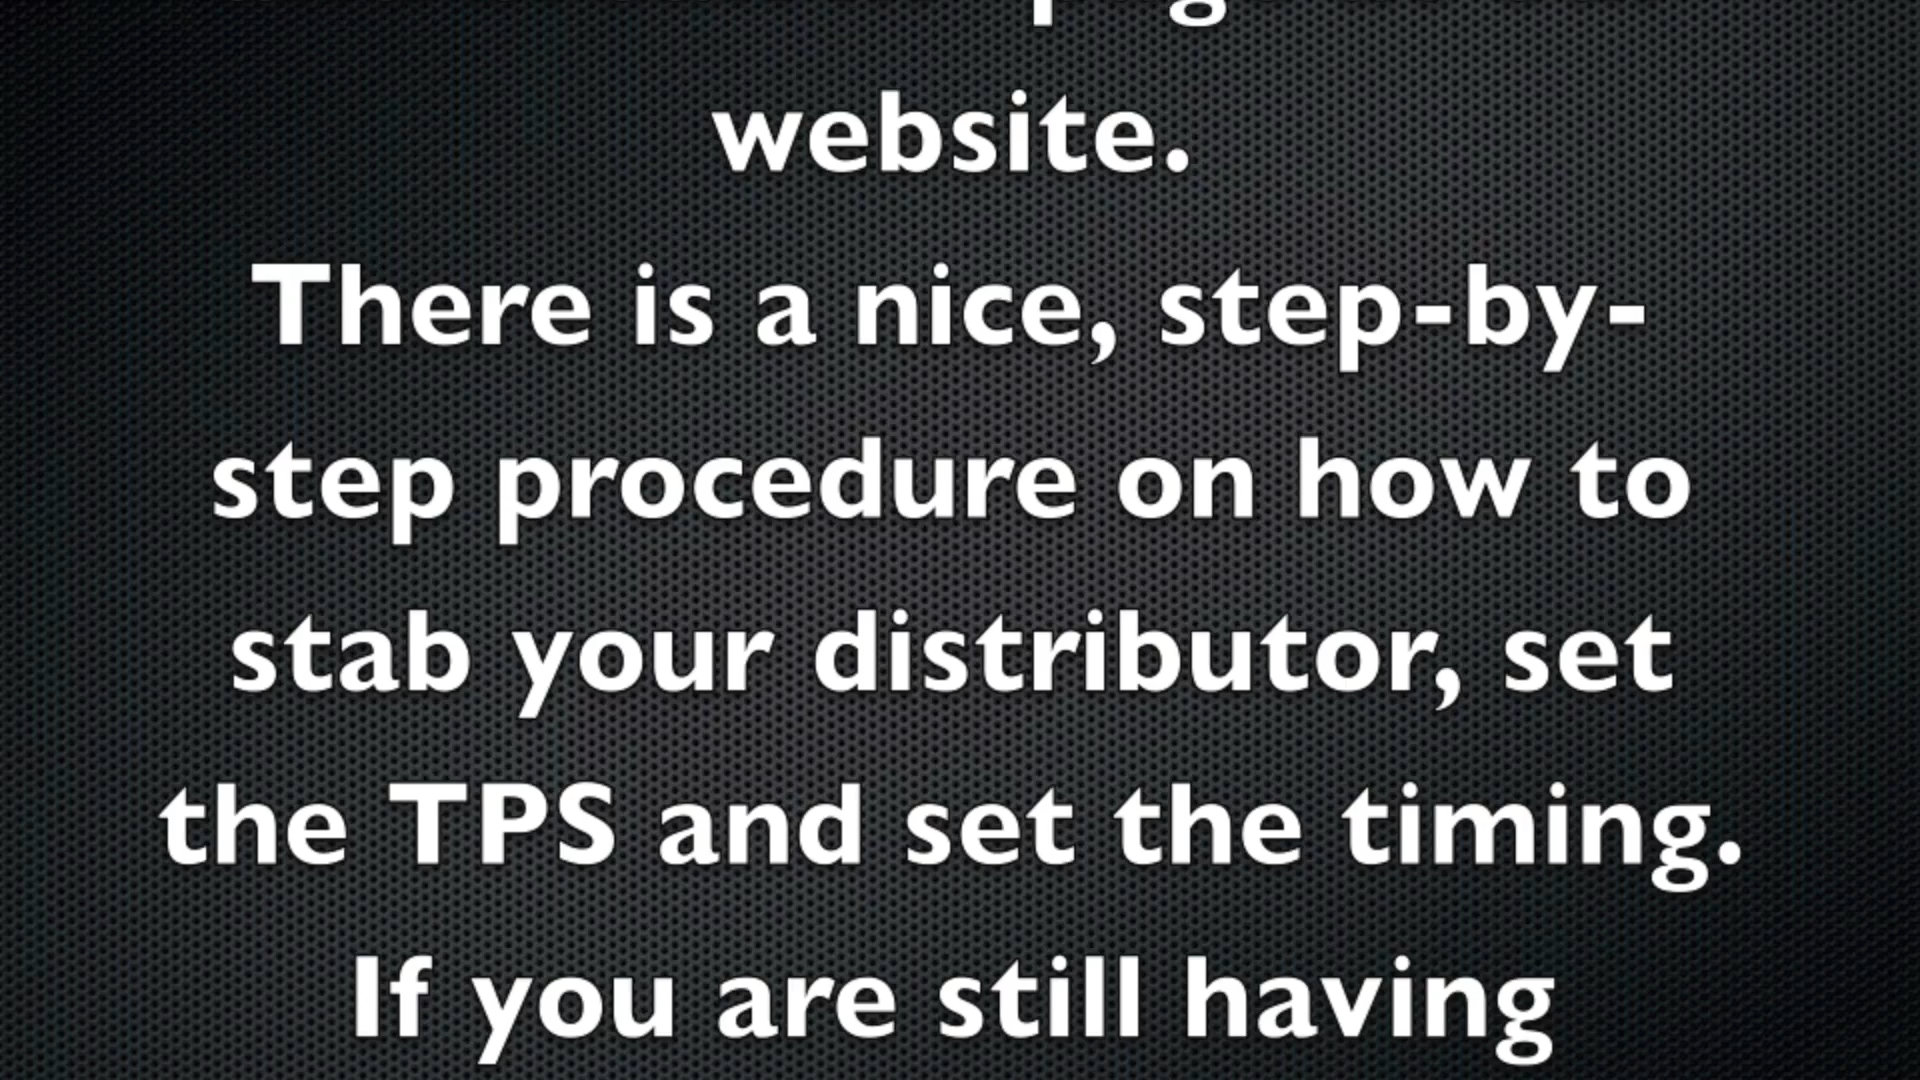 website.
There is a nice, step-by-
step procedure on how to
stab your distributor, set
the TPS and set the timing.
If you are still having